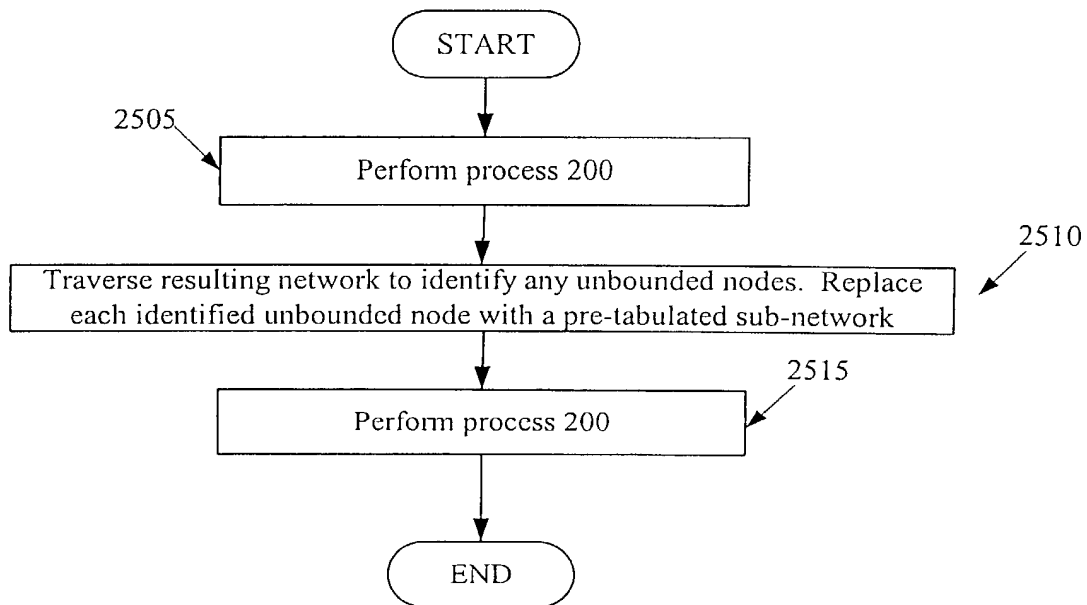 START
2505
Perform process 200
2510
Traverse resulting network to identify any unbounded nodes. Replace
each identified unbounded node with a pre-tabulated sub-network
2515
Perform process 200
END